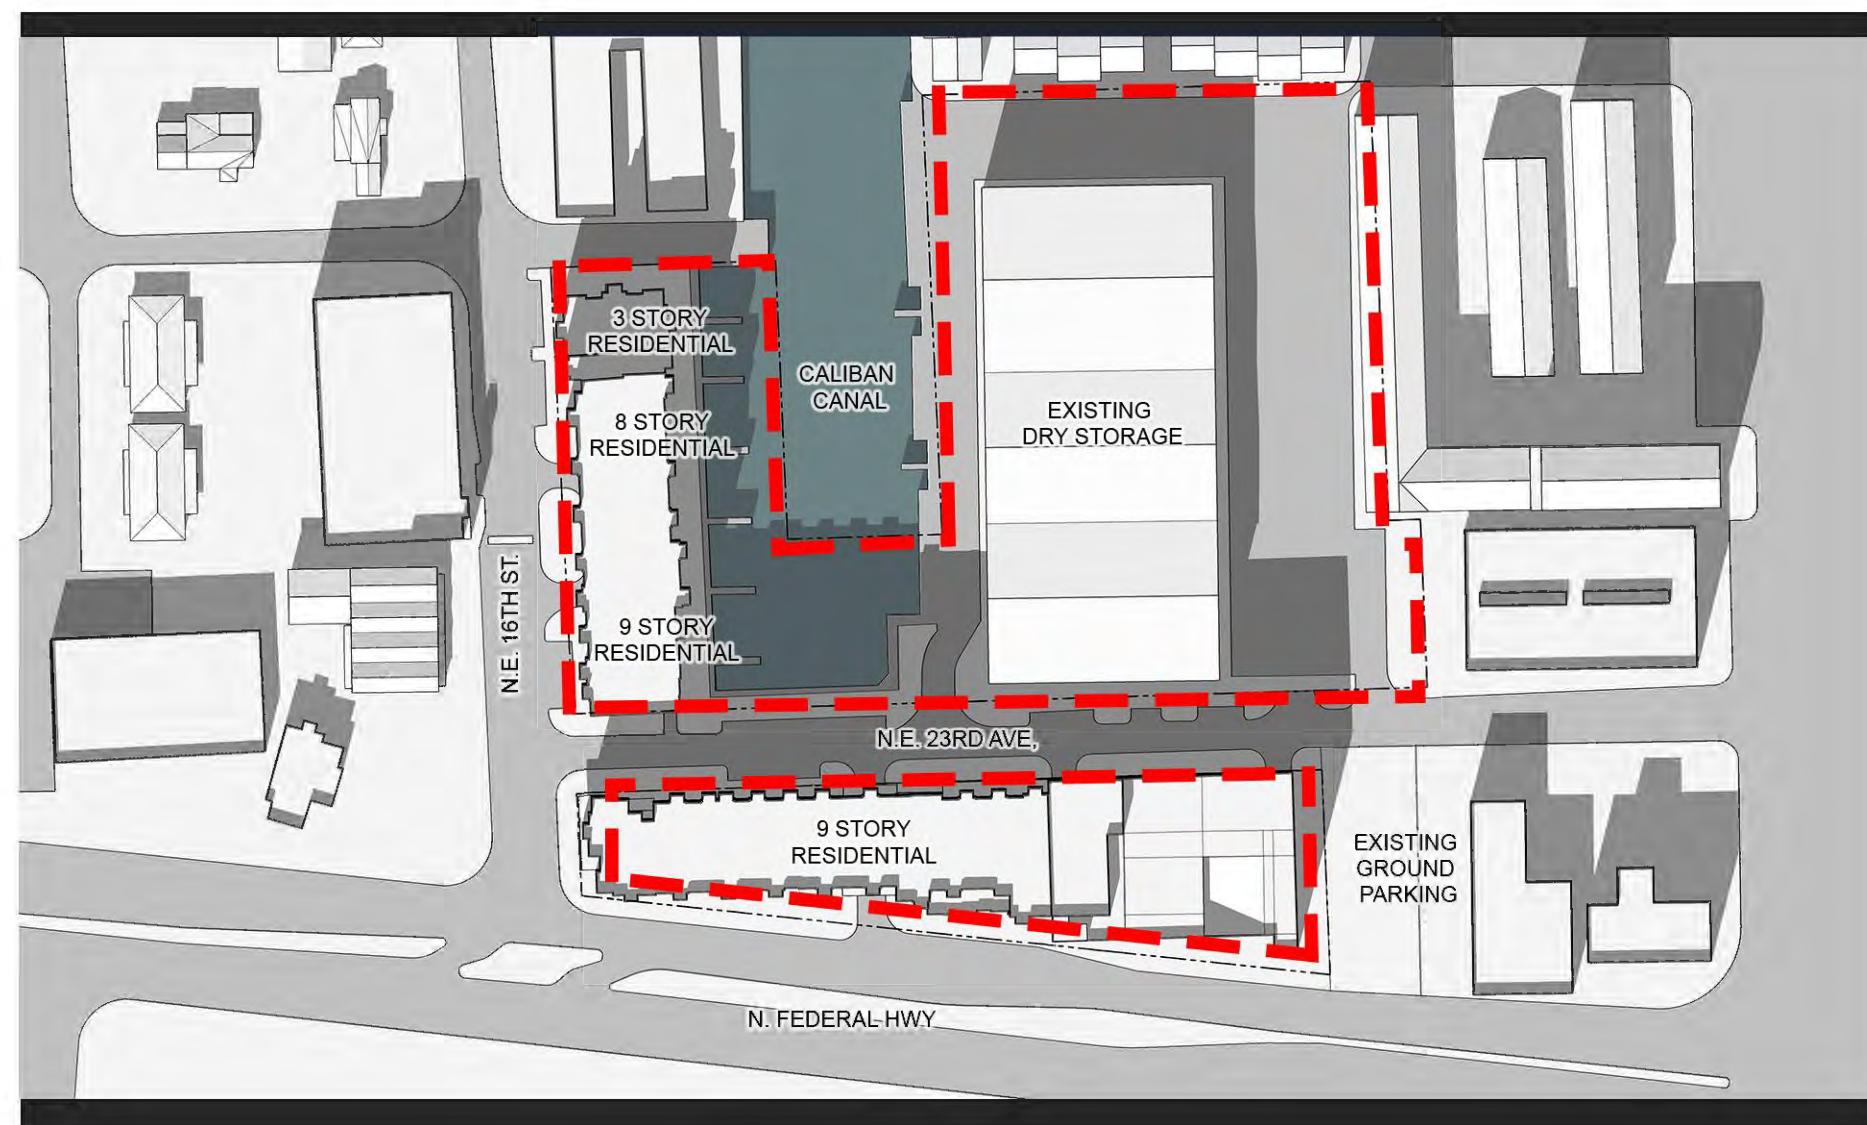 3 STORY
RESIDENTIAL
8 STORY
RESIDENTIAL
CALIBAN
CANAL
EXISTING
DRY STORAGE
N.E. 16TH ST.
9 STORY
RESIDENTIAL
N.E. 23RD AVE,
9 STORY
RESIDENTIAL
EXISTING
GROUND
PARKING
N. FEDERAL HWY